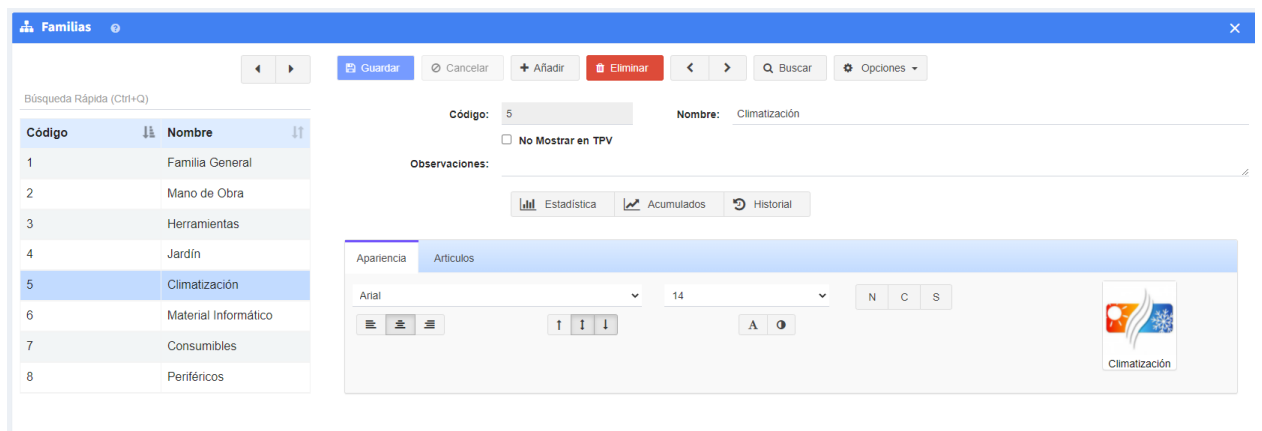 Familias
Guardar Cancelar Añadir Eliminar Buscar Opciones
Búsqueda Rápida (Ctrl+Q)
Código Nombre
1 Familia General
2 Mano de Obra
3 Herramientas
4 Jardín
5 Climatización
6 Material Informático
7 Consumibles
8 Periféricos
Código: 5 Nombre: Climatización
No Mostrar en TPV
Observaciones:
Estadística Acumulados Historial
Apariencia Artículos
Arial 14 N C S
A
Climatización